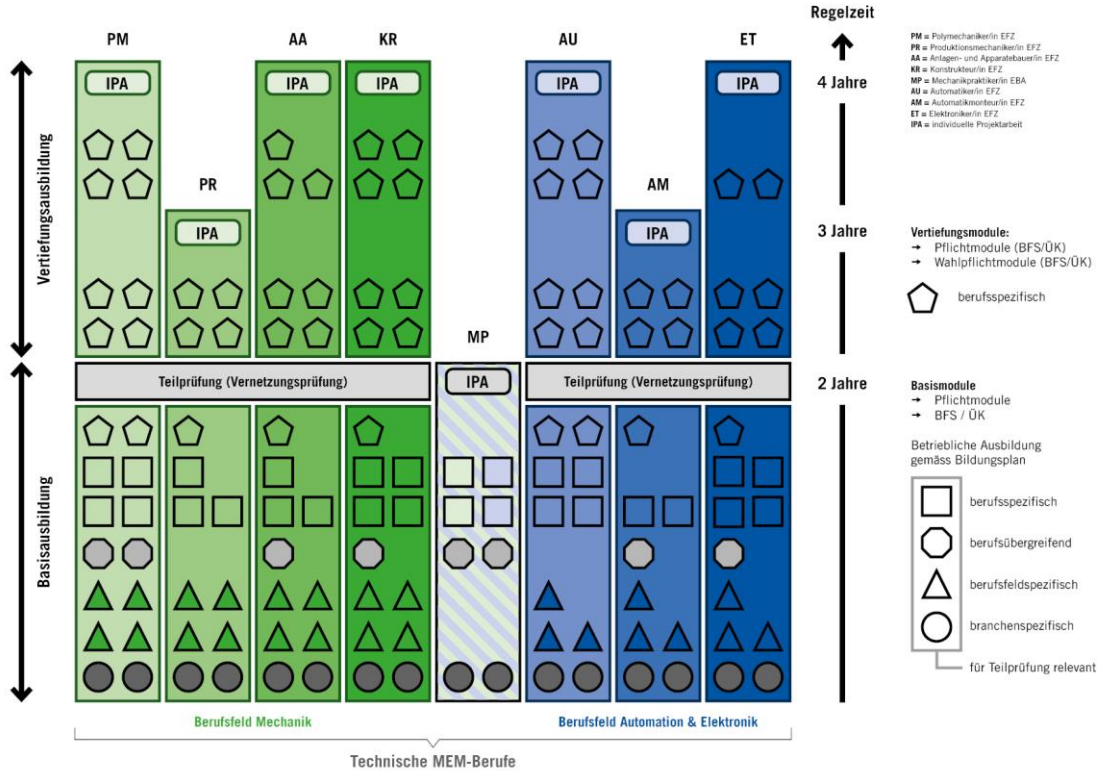 Regelzeit
PM
AA
KR
AU
ET
PM = Polymechaniker/in EFZ
PR = Produktionsmechaniker/in EFZ
AA = Anlagen- und Apparatebauer/in EFZ
KR = Konstrukteur/in EFZ
MP = Mechanikpraktiker/in EBA
AU = Automatiker/in EFZ
AM = Automatikmonteur/in EFZ
ET = Elektroniker/in EFZ
IPA = individuelle Projektarbeit
IPA
IPA
IPA
IPA
IPA
4 Jahre
Vertiefungsausbildung
PR
AM
IPA
IPA
3 Jahre
Vertiefungsmodule:
→ Pflichtmodule (BFS/ÜK)
→ Wahlpflichtmodule (BFS/ÜK)
berufsspezifisch
MP
Teilprüfung (Vernetzungsprüfung)
IPA
Teilprüfung (Vernetzungsprüfung)
2 Jahre
Basismodule
→ Pflichtmodule
→ BFS / ÜK
Betriebliche Ausbildung
gemäss Bildungsplan
Basisausbildung
berufsspezifisch
berufsübergreifend
berufsfeldspezifisch
branchenspezifisch
für Teilprüfung relevant
Berufsfeld Mechanik
Berufsfeld Automation & Elektronik
Technische MEM-Berufe